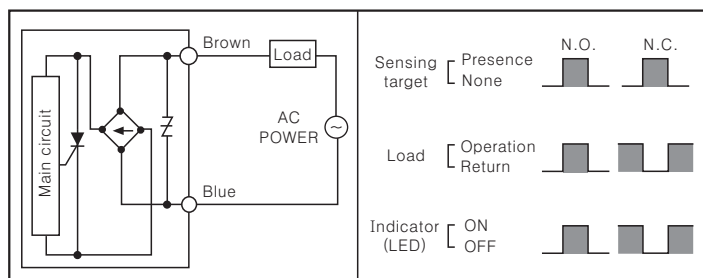 Main circuit
Brown
Load
AC
POWER
Blue
N.O.
N.C.
Sensing
target
Presence
None
Load
Operation
Return
Indicator
(LED)
ON
OFF